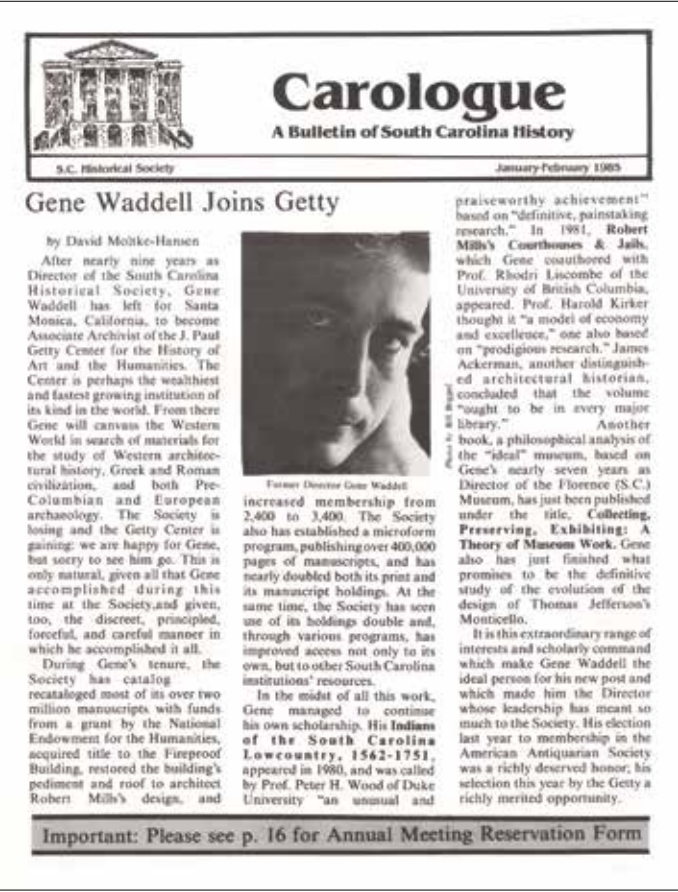 Carologue
A Bulletin of South Carolina History
S.C. Historical Society
January-February 1985
Gene Waddell Joins Getty
by David Moltke-Hansen
After nearly nine years as
Director of the South Carolina
Historical Society, Gene
Waddell has left for Santa
Monica, California, to become
Associate Archivist of the J. Paul
Getty Center for the History of
Art and the Humanities. The
Center is perhaps the wealthiest
and fastest growing institution of
its kind in the world. From there
Gene will canvass the Western
World in search of materials for
the study of Western architec-
tural history, Greek and Roman
civilization, and both Pre-
Columbian and European
archaeology. The Society is
losing and the Getty Center is
gaining: we are happy for Gene,
but sorry to see him go. This is
only natural, given all that Gene
accomplished during this
time at the Society,and given,
too, the discreet, principled,
forceful, and careful manner in
which he accomplished it all.
During Gene's tenure, the
Society has catalog
recataloged most of its over two
million manuscripts with funds
from a grant by the National
Endowment for the Humanities,
acquired title to the Fireproof
Building, restored the building's
pediment and roof to architect
Robert Mills's design, and
Photo by Bill
Former Director Gene Waddell
increased membership from
2,400 to 3,400. The Society
also has established a microform
program, publishing over 400,000
pages of manuscripts, and has
nearly doubled both its print and
its manuscript holdings. At the
same time, the Society has seen
use of its holdings double and,
through various programs, has
improved access not only to its
own, but to other South Carolina
institutions' resources.
In the midst of all this work,
Gene managed to continue
his own scholarship. His Indians
of the South Carolina
Lowcountry, 1562-1751,
appeared in 1980, and was called
by Prof. Peter H. Wood of Duke
University "an unusual and
praiseworthy achievement"
based on "definitive, painstaking
research." In 1981, Robert
Mills's Courthouses & Jails,
which Gene coauthored with
Prof. Rhodri Liscombe of the
University of British Columbia,
appeared. Prof. Harold Kirker
thought it "a model of economy
and excellence," one also based
on "prodigious research." James
Ackerman, another distinguish-
ed architectural historian,
concluded that the volume
"ought to be in every major
library." Another
book, a philosophical analysis of
the "ideal" museum, based on
Gene's nearly seven years as
Director of the Florence (S.C.)
Museum, has just been published
under the title, Collecting,
Preserving, Exhibiting: A
Theory of Museum Work. Gene
also has just finished what
promises to be the definitive
study of the evolution of the
design of Thomas Jefferson's
Monticello.
It is this extraordinary range of
interests and scholarly command
which make Gene Waddell the
ideal person for his new post and
which made him the Director
whose leadership has meant so
much to the Society. His election
last year to membership in the
American Antiquarian Society
was a richly deserved honor; his
selection this year by the Getty a
richly merited opportunity.
Important: Please see p. 16 for Annual Meeting Reservation Form